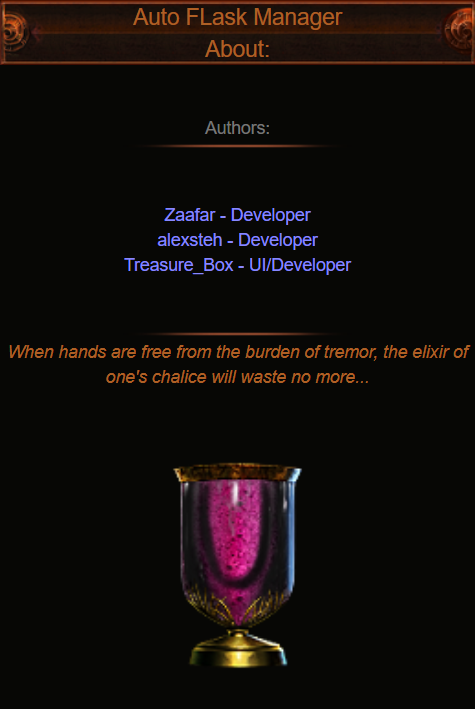 Auto FLask Manager
About:
Authors:
Zaafar - Developer
alexsteh - Developer
Treasure_Box - UI/Developer
When hands are free from the burden of tremor, the elixir of
one's chalice will waste no more...